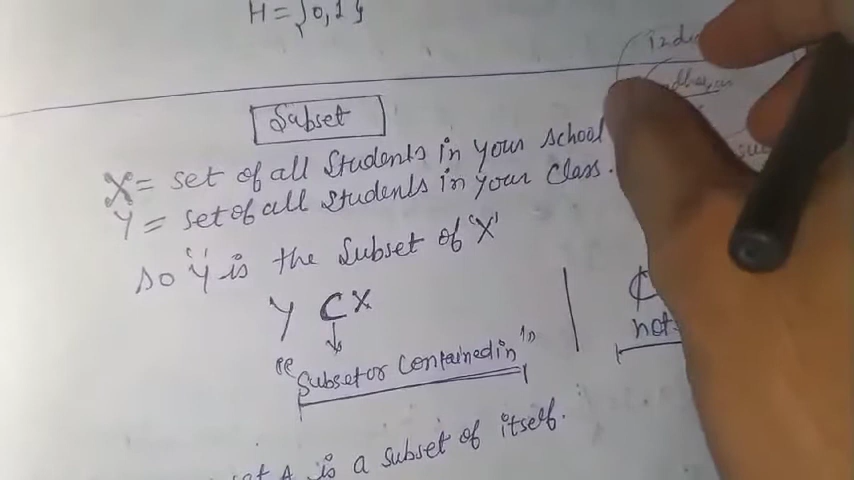 H = {0,1}
Subset
X = set of all Students in your school
Y = set of all Students in your Class.
So 'Y' is the Subset of 'X'
Y ⊂ X
"Subset or Contained in"
⊄
not
A is a subset of itself.